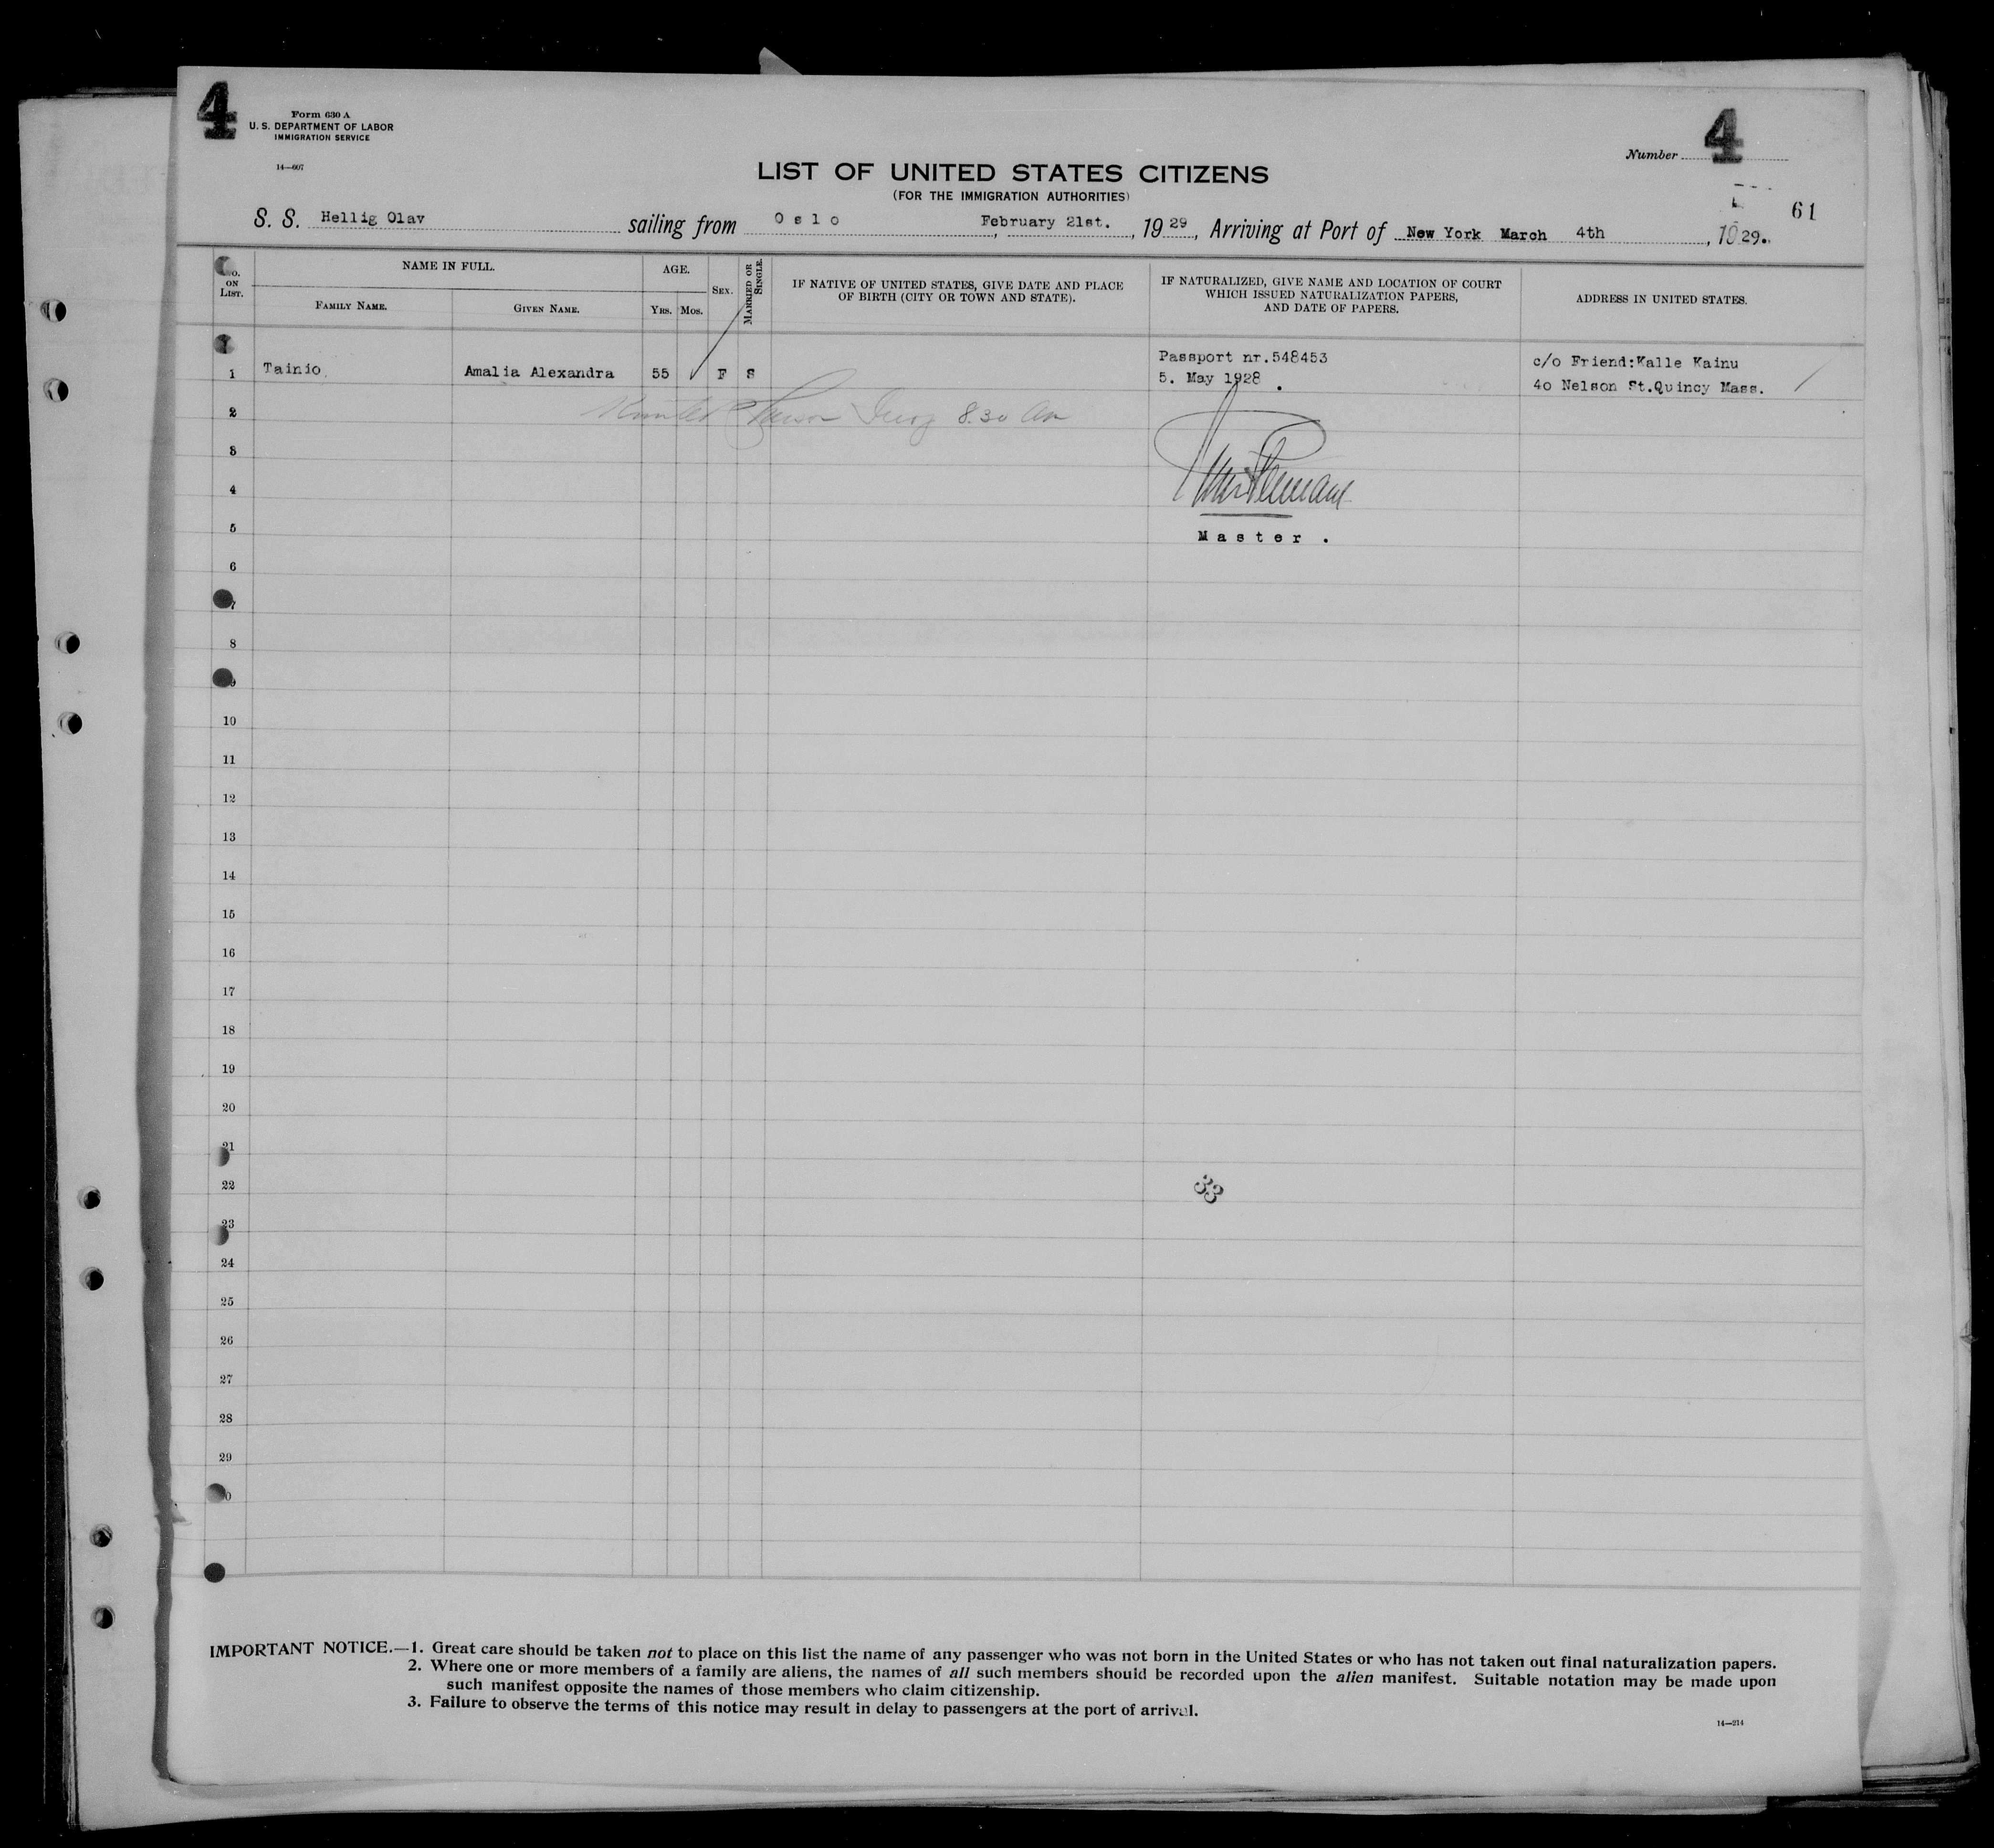 4
Form 630 A
U. S. DEPARTMENT OF LABOR
IMMIGRATION SERVICE
14—607
Number 4
LIST OF UNITED STATES CITIZENS
(FOR THE IMMIGRATION AUTHORITIES)
61
S. S. Hellig Olav sailing from Oslo, February 21st., 1929, Arriving at Port of New York March 4th, 1929.
No. ON LIST.
NAME IN FULL.
FAMILY NAME.
GIVEN NAME.
AGE.
YRS.
MOS.
SEX.
MARRIED OR SINGLE.
IF NATIVE OF UNITED STATES, GIVE DATE AND PLACE
OF BIRTH (CITY OR TOWN AND STATE).
IF NATURALIZED, GIVE NAME AND LOCATION OF COURT
WHICH ISSUED NATURALIZATION PAPERS,
AND DATE OF PAPERS.
ADDRESS IN UNITED STATES.
1 Tainio Amalia Alexandra 55 F S
Passport nr.548453
5. May 1928.
c/o Friend:Kalle Kainu
40 Nelson St.Quincy Mass.
2
8.30 am
3
4
5
Master.
6
7
8
9
10
11
12
13
14
15
16
17
18
19
20
21
22
33
23
24
25
26
27
28
29
IMPORTANT NOTICE.—1. Great care should be taken not to place on this list the name of any passenger who was not born in the United States or who has not taken out final naturalization papers.
2. Where one or more members of a family are aliens, the names of all such members should be recorded upon the alien manifest. Suitable notation may be made upon
such manifest opposite the names of those members who claim citizenship.
3. Failure to observe the terms of this notice may result in delay to passengers at the port of arrival.
14—214